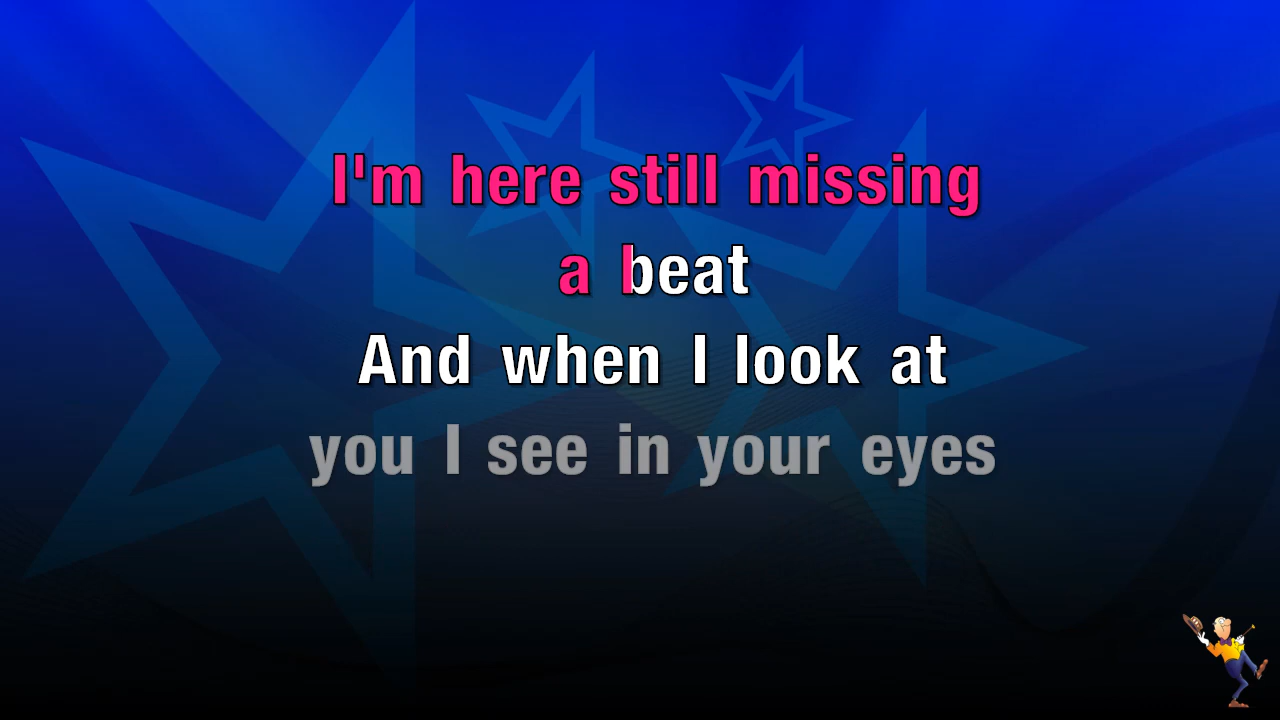 I'm here still missing
a beat
And when I look at
you I see in your eyes